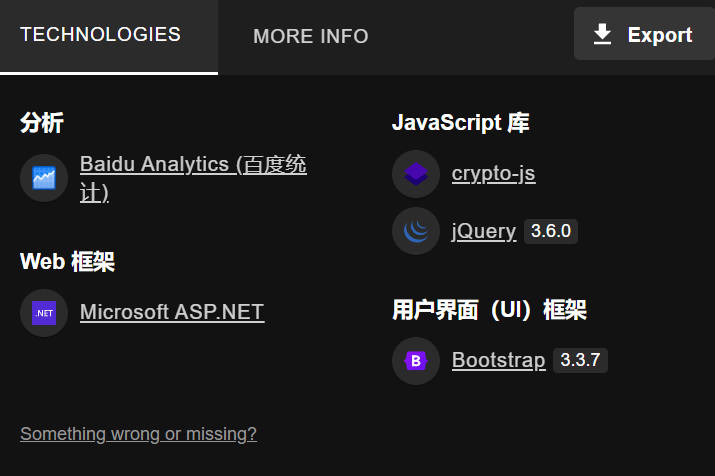 TECHNOLOGIES
MORE INFO
Export
分析
Baidu Analytics (百度统
计)
Web 框架
.NET
Microsoft ASP.NET
JavaScript 库
crypto-js
jQuery 3.6.0
用户界面（UI）框架
B
Bootstrap 3.3.7
Something wrong or missing?